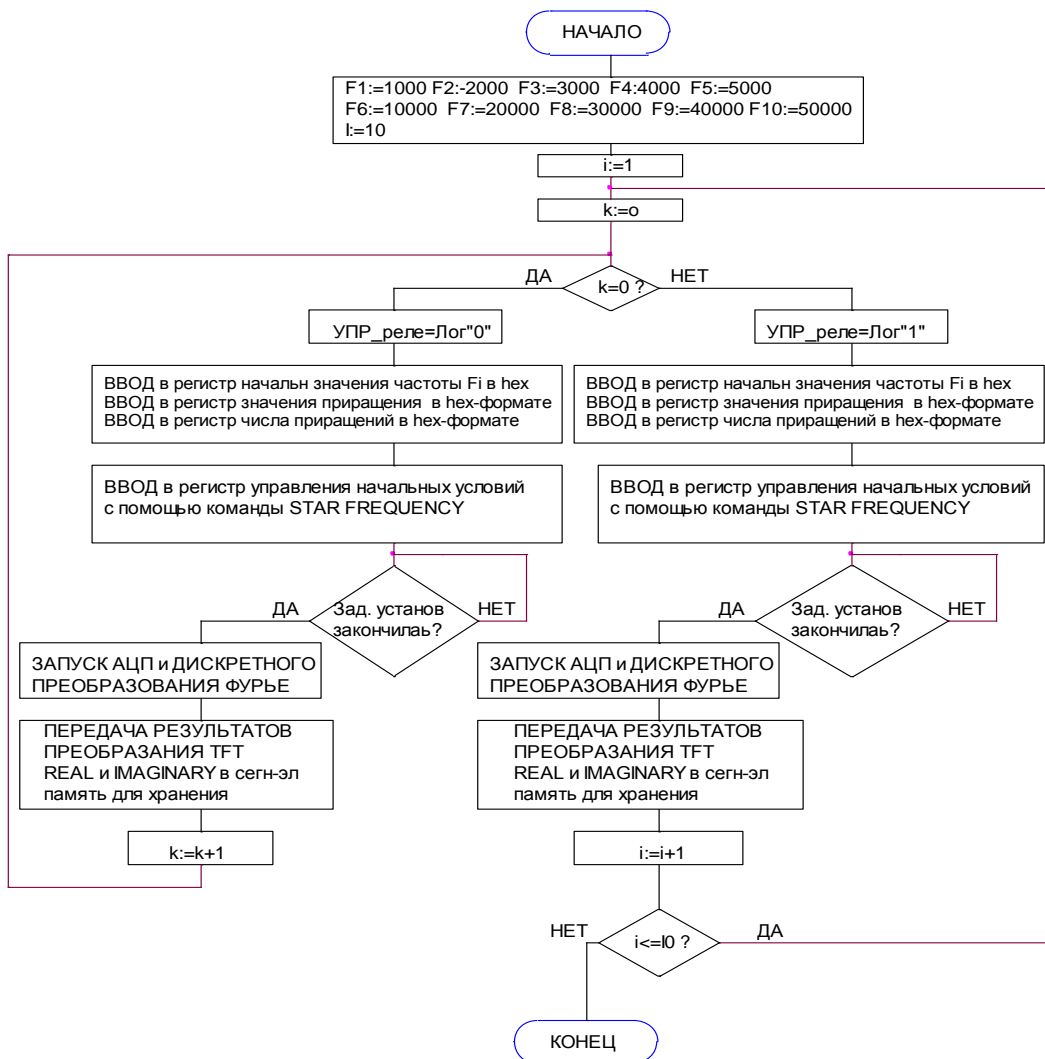 НАЧАЛО
F1:=1000 F2:-2000 F3:=3000 F4:4000 F5:=5000
F6:=10000 F7:=20000 F8:=30000 F9:=40000 F10:=50000
I:=10
i:=1
k:=o
ДА
k=0 ?
НЕТ
УПР_реле=Лог"0"
УПР_реле=Лог"1"
ВВОД в регистр начальн значения частоты Fi в hex
ВВОД в регистр значения приращения в hex-формате
ВВОД в регистр числа приращений в hex-формате
ВВОД в регистр начальн значения частоты Fi в hex
ВВОД в регистр значения приращения в hex-формате
ВВОД в регистр числа приращений в hex-формате
ВВОД в регистр управления начальных условий
с помощью команды STAR FREQUENCY
ВВОД в регистр управления начальных условий
с помощью команды STAR FREQUENCY
ДА
Зад. установ
закончилаь?
НЕТ
ДА
Зад. установ
закончилаь?
НЕТ
ЗАПУСК АЦП и ДИСКРЕТНОГО
ПРЕОБРАЗОВАНИЯ ФУРЬЕ
ЗАПУСК АЦП и ДИСКРЕТНОГО
ПРЕОБРАЗОВАНИЯ ФУРЬЕ
ПЕРЕДАЧА РЕЗУЛЬТАТОВ
ПРЕОБРАЗАНИЯ TFT
REAL и IMAGINARY в сегн-эл
память для хранения
ПЕРЕДАЧА РЕЗУЛЬТАТОВ
ПРЕОБРАЗАНИЯ TFT
REAL и IMAGINARY в сегн-эл
память для хранения
k:=k+1
i:=i+1
НЕТ
i<=I0 ?
ДА
КОНЕЦ